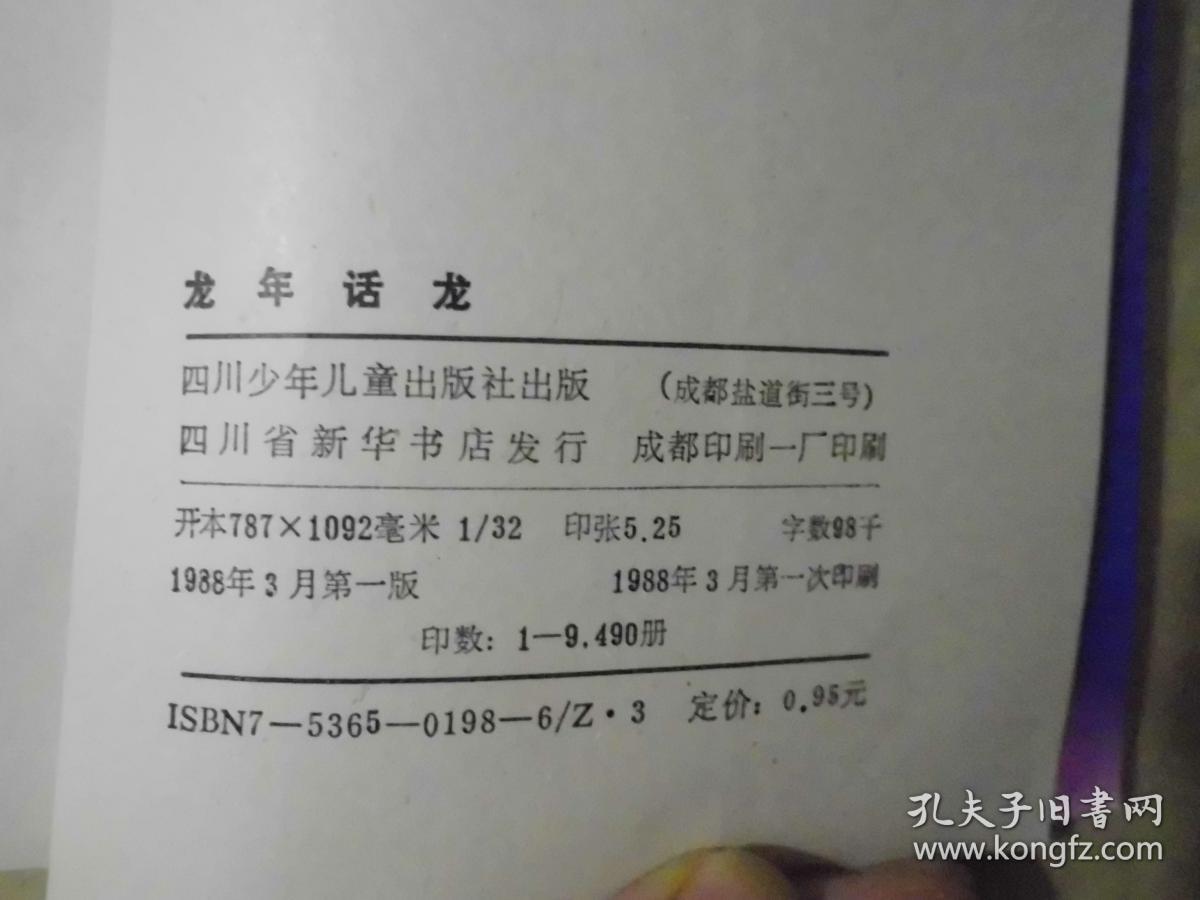 龙年话龙
四川少年儿童出版社出版 (成都盐道街三号)
四川省新华书店发行 成都印刷一厂印刷
开本787×1092毫米 1/32 印张5.25 字数98千
1988年3月第一版 1988年3月第一次印刷
印数：1—9.490册
ISBN7—5365—0198—6/Z·3 定价：0.95元
孔夫子旧書网
www.kongfz.com